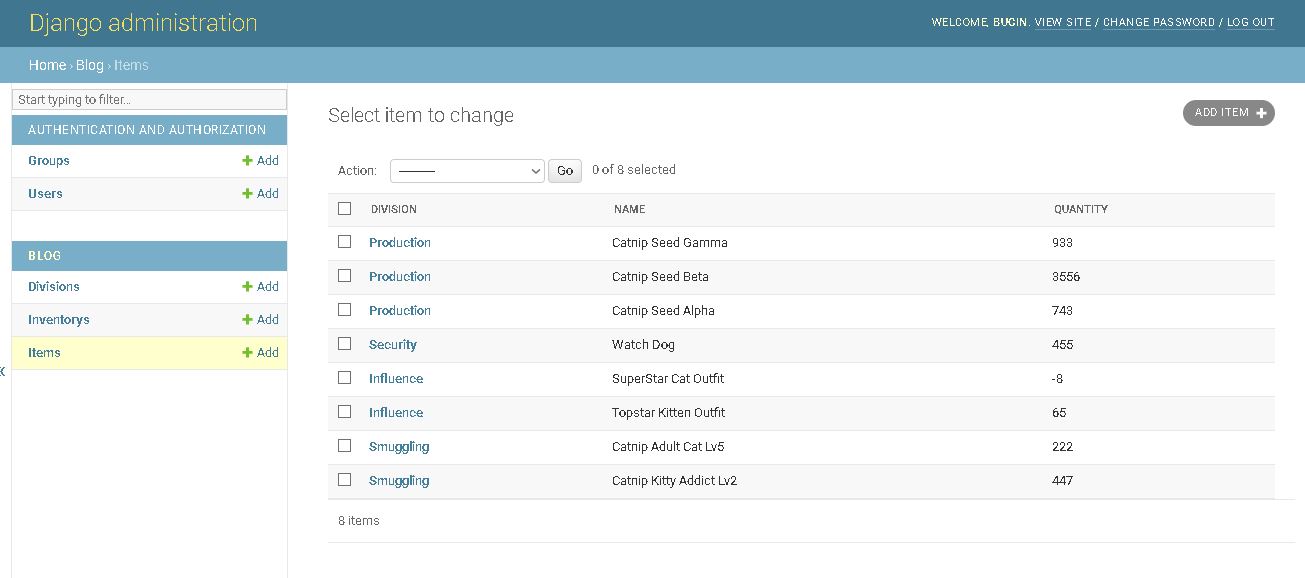 Django administration
WELCOME, BUGIN. VIEW SITE / CHANGE PASSWORD / LOG OUT
Home › Blog › Items
Start typing to filter...
AUTHENTICATION AND AUTHORIZATION
Groups + Add
Users + Add
BLOG
Divisions + Add
Inventorys + Add
Items + Add
«
Select item to change
ADD ITEM +
Action: --------- Go 0 of 8 selected
DIVISION NAME QUANTITY
Production Catnip Seed Gamma 933
Production Catnip Seed Beta 3556
Production Catnip Seed Alpha 743
Security Watch Dog 455
Influence SuperStar Cat Outfit -8
Influence Topstar Kitten Outfit 65
Smuggling Catnip Adult Cat Lv5 222
Smuggling Catnip Kitty Addict Lv2 447
8 items